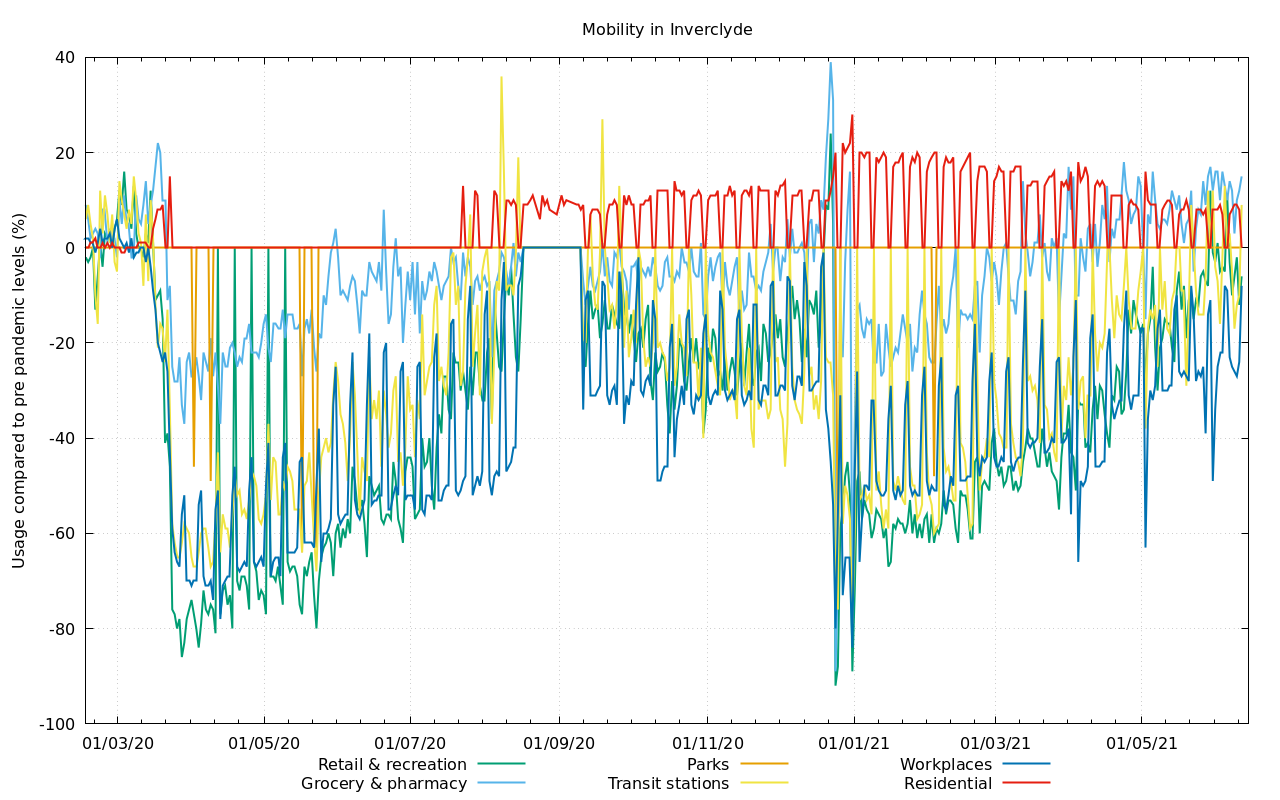 Mobility in Inverclyde
Usage compared to pre pandemic levels (%)
40
20
0
-20
-40
-60
-80
-100
01/03/20 01/05/20 01/07/20 01/09/20 01/11/20 01/01/21 01/03/21 01/05/21
Retail & recreation Parks Workplaces
Grocery & pharmacy Transit stations Residential